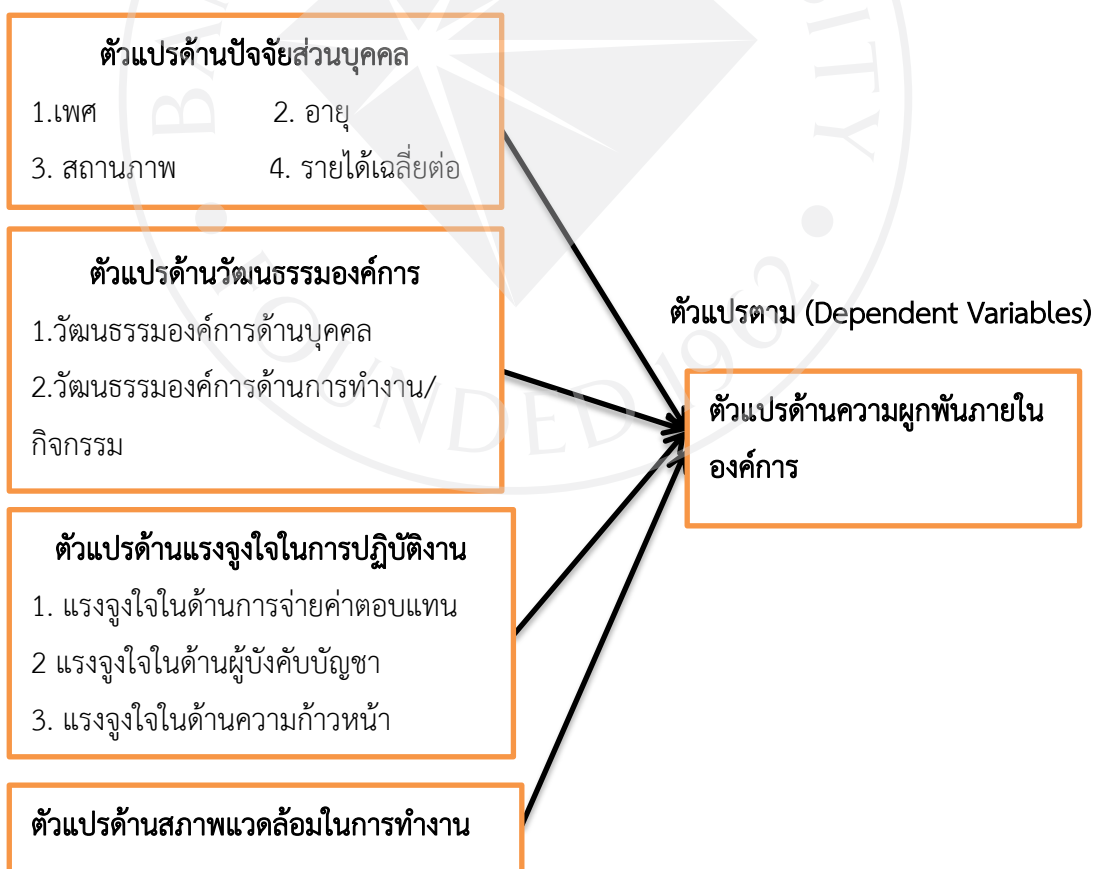 ตัวแปรด้านปัจจัยส่วนบุคคล
1.เพศ 2. อายุ
3. สถานภาพ 4. รายได้เฉลี่ยต่อ
ตัวแปรด้านวัฒนธรรมองค์การ
1.วัฒนธรรมองค์การด้านบุคคล
2.วัฒนธรรมองค์การด้านการทำงาน/
กิจกรรม
ตัวแปรด้านแรงจูงใจในการปฏิบัติงาน
1. แรงจูงใจในด้านการจ่ายค่าตอบแทน
2 แรงจูงใจในด้านผู้บังคับบัญชา
3. แรงจูงใจในด้านความก้าวหน้า
ตัวแปรด้านสภาพแวดล้อมในการทำงาน
ตัวแปรตาม (Dependent Variables)
ตัวแปรด้านความผูกพันภายใน
องค์การ
FOUNDED 1962